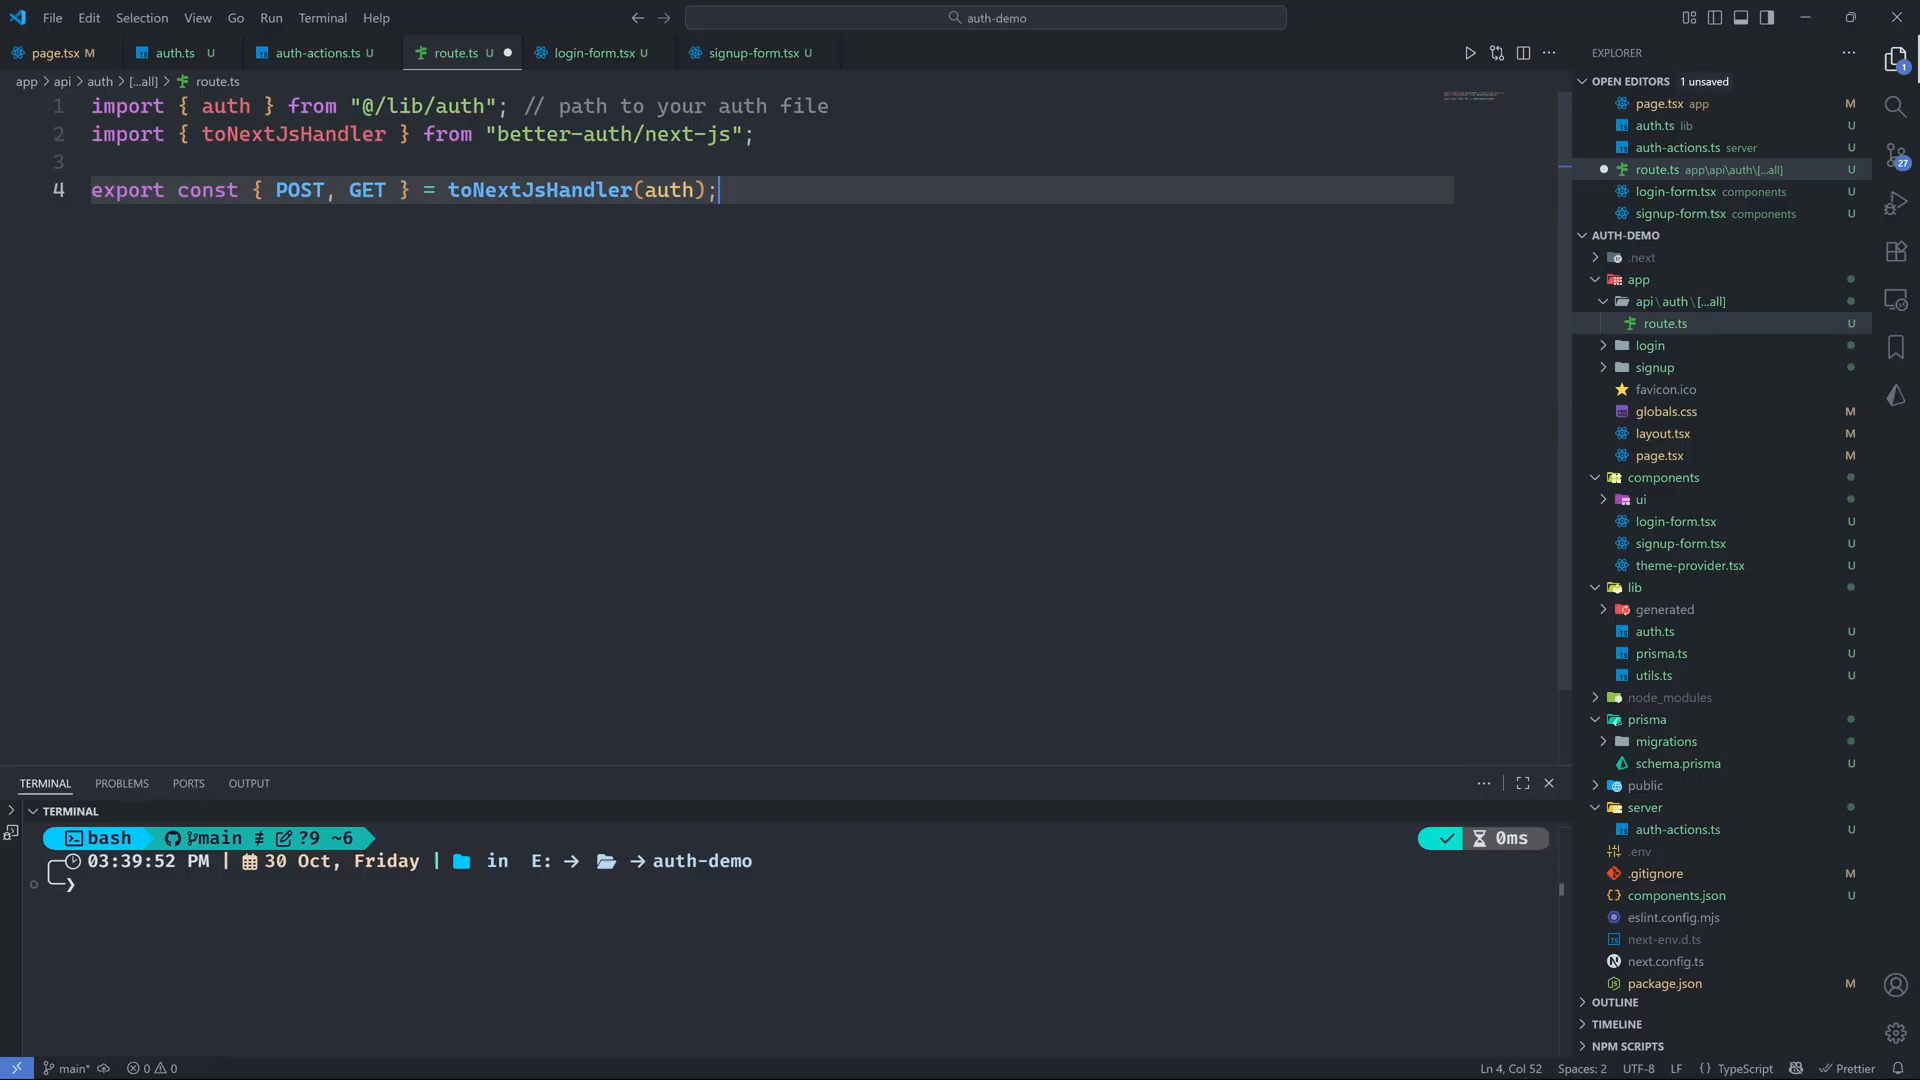 File Edit Selection View Go Run Terminal Help
auth-demo
page.tsx M
auth.ts U
auth-actions.ts U
route.ts U
login-form.tsx U
signup-form.tsx U
app > api > auth > [...all] > route.ts
1 import { auth } from "@/lib/auth"; // path to your auth file
2 import { toNextJsHandler } from "better-auth/next-js";
3
4 export const { POST, GET } = toNextJsHandler(auth);
EXPLORER
OPEN EDITORS 1 unsaved
page.tsx app M
auth.ts lib U
auth-actions.ts server U
route.ts app\api\auth\[...all] U
login-form.tsx components U
signup-form.tsx components U
AUTH-DEMO
.next
app
api\auth\[...all]
route.ts U
login
signup
favicon.ico
globals.css M
layout.tsx M
page.tsx M
components
ui
login-form.tsx U
signup-form.tsx U
theme-provider.tsx U
lib
generated
auth.ts U
prisma.ts U
utils.ts U
node_modules
prisma
migrations
schema.prisma U
public
server
auth-actions.ts U
.env
.gitignore M
components.json U
eslint.config.mjs
next-env.d.ts
next.config.ts
package.json M
OUTLINE
TIMELINE
NPM SCRIPTS
1
27
TERMINAL PROBLEMS PORTS OUTPUT
TERMINAL
bash main ≢ ?9 ~6
0ms
03:39:52 PM | 30 Oct, Friday | in E: → → auth-demo
main* 0 0
Ln 4, Col 52 Spaces: 2 UTF-8 LF {} TypeScript Prettier